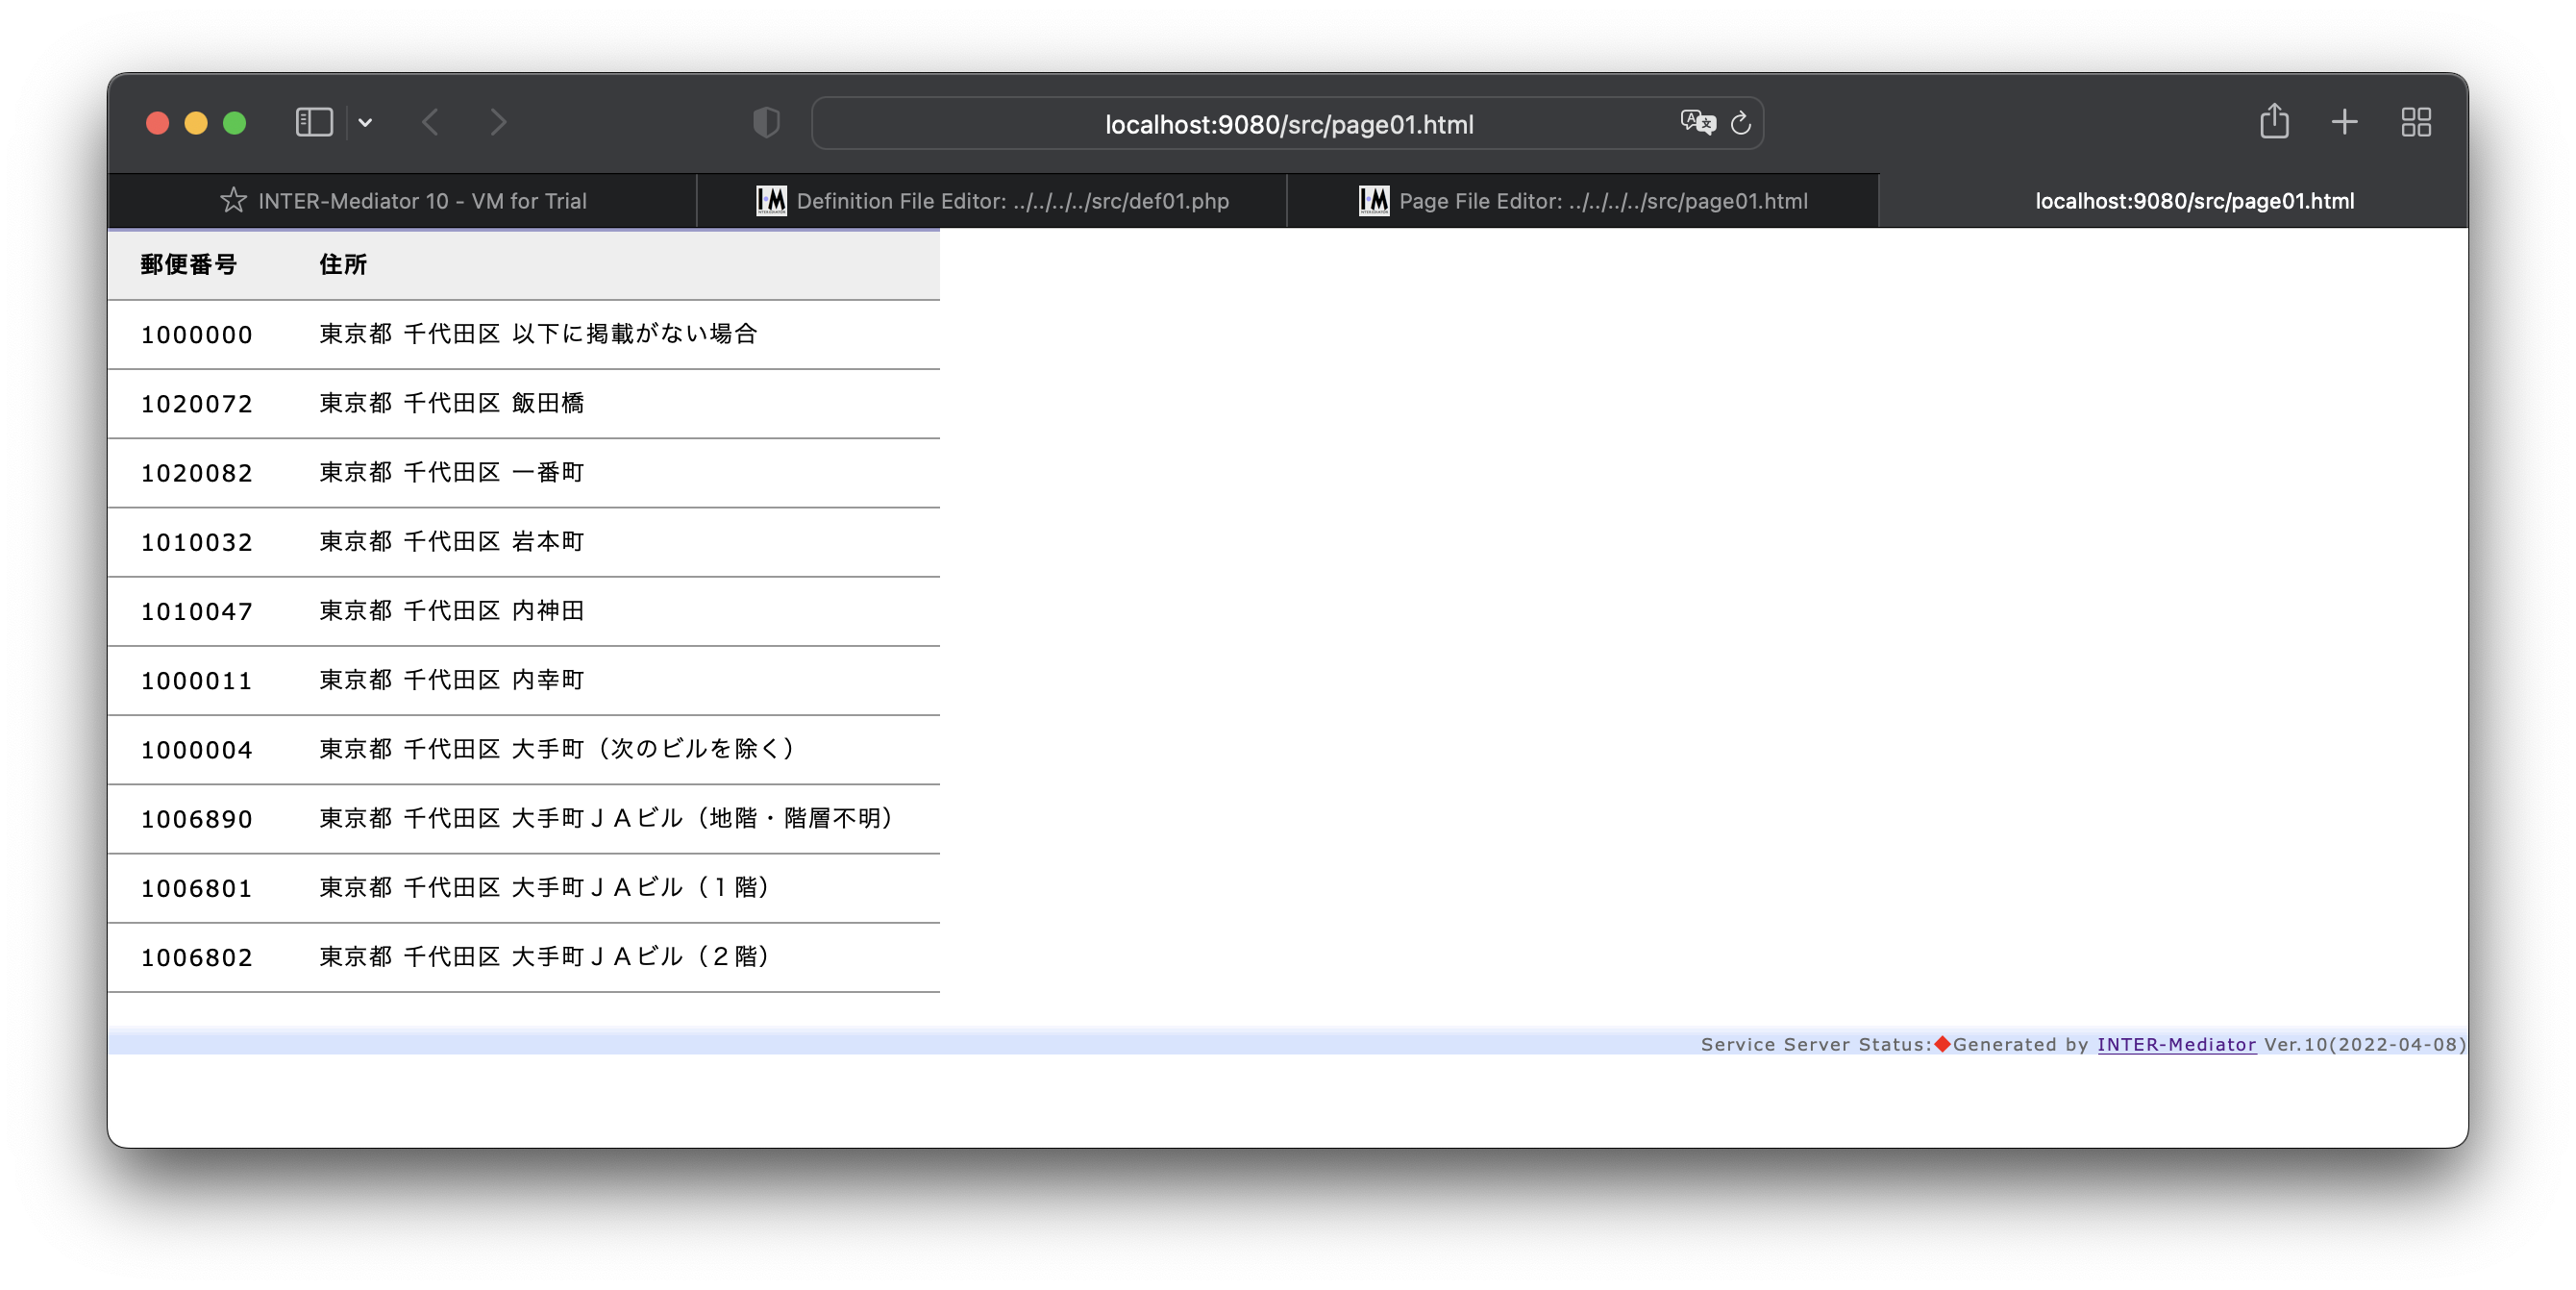 localhost:9080/src/page01.html
INTER-Mediator 10 - VM for Trial
Definition File Editor: ../../../../src/def01.php
Page File Editor: ../../../../src/page01.html
localhost:9080/src/page01.html
郵便番号 住所
1000000 東京都 千代田区 以下に掲載がない場合
1020072 東京都 千代田区 飯田橋
1020082 東京都 千代田区 一番町
1010032 東京都 千代田区 岩本町
1010047 東京都 千代田区 内神田
1000011 東京都 千代田区 内幸町
1000004 東京都 千代田区 大手町（次のビルを除く）
1006890 東京都 千代田区 大手町ＪＡビル（地階・階層不明）
1006801 東京都 千代田区 大手町ＪＡビル（１階）
1006802 東京都 千代田区 大手町ＪＡビル（２階）
Service Server Status:◆Generated by INTER-Mediator Ver.10(2022-04-08)